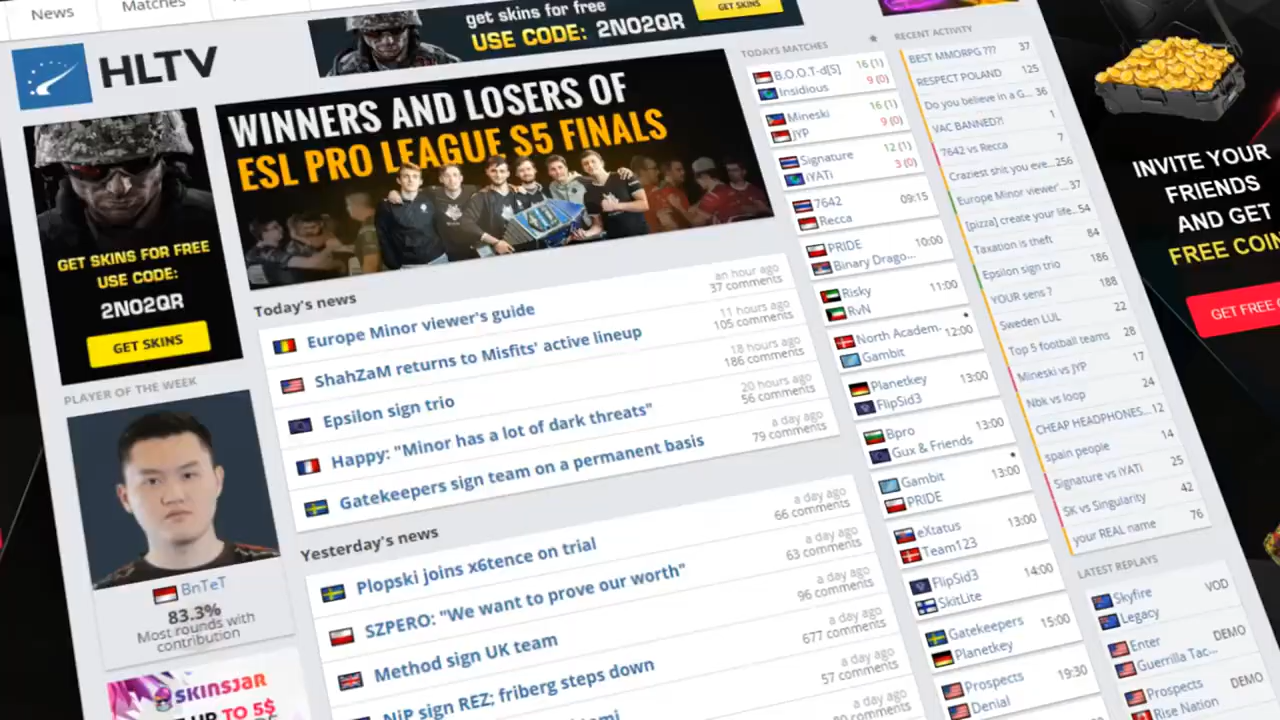 News
Matches
get skins for free
USE CODE: 2NO2QR
GET SKINS
HLTV
GET SKINS FOR FREE
USE CODE:
2NO2QR
GET SKINS
PLAYER OF THE WEEK
BnTeT
83.3%
Most rounds with
contribution
SKINSJAR
UP TO 5$
WINNERS AND LOSERS OF
ESL PRO LEAGUE S5 FINALS
Today's news
Europe Minor viewer's guide
an hour ago
37 comments
ShahZaM returns to Misfits' active lineup
11 hours ago
105 comments
Epsilon sign trio
18 hours ago
186 comments
Happy: "Minor has a lot of dark threats"
20 hours ago
56 comments
Gatekeepers sign team on a permanent basis
a day ago
79 comments
Yesterday's news
Plopski joins x6tence on trial
a day ago
66 comments
SZPERO: "We want to prove our worth"
a day ago
63 comments
Method sign UK team
a day ago
96 comments
NiP sign REZ; friberg steps down
a day ago
677 comments
a day ago
57 comments
a day ago
TODAYS MATCHES
B.O.O.T-d[S] 16 (1)
Insidious 9 (0)
Mineski 16 (1)
JYP 9 (0)
Signature 12 (1)
iYATi 3 (0)
7642 09:15
Recca
PRIDE 10:00
Binary Drago...
Risky 11:00
RvN
North Academ. 12:00
Gambit
Planetkey 13:00
FlipSid3
Bpro 13:00
Gux & Friends
Gambit 13:00
PRIDE
eXtatus 13:00
Team123
FlipSid3 14:00
SkitLite
Gatekeepers 15:00
Planetkey
Prospects 19:30
Denial
RECENT ACTIVITY
BEST MMORPG ??? 37
RESPECT POLAND 125
Do you believe in a G... 36
VAC BANNED?! 1
7642 vs Recca 7
Craziest shit you eve... 256
Europe Minor viewer'... 37
[pizza] create your life... 54
Taxation is theft 84
Epsilon sign trio 186
YOUR sens ? 188
Sweden LUL 22
Top 5 football teams 28
Mineski vs JYP 17
Nbk vs loop 24
CHEAP HEADPHONES... 12
spain people 14
Signature vs iYATi 25
SK vs Singularity 42
your REAL name 76
LATEST REPLAYS
Skyfire VOD
Legacy
Enter DEMO
Guerrilla Tac...
Prospects DEMO
Rise Nation
INVITE YOUR
FRIENDS
AND GET
FREE COIN
GET FREE